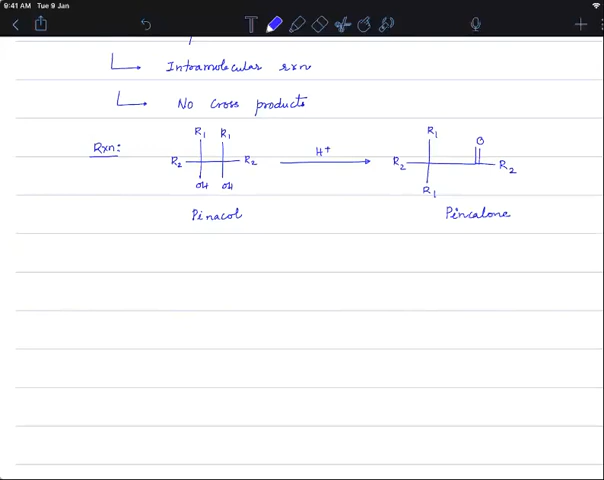 9:41 AM Tue 9 Jan
T
Intramolecular rxn
No cross products
Rxn:
R1 R1
R2 R2
OH OH
H+
R1 O
R2 R2
R1
Pinacol
Pincalone